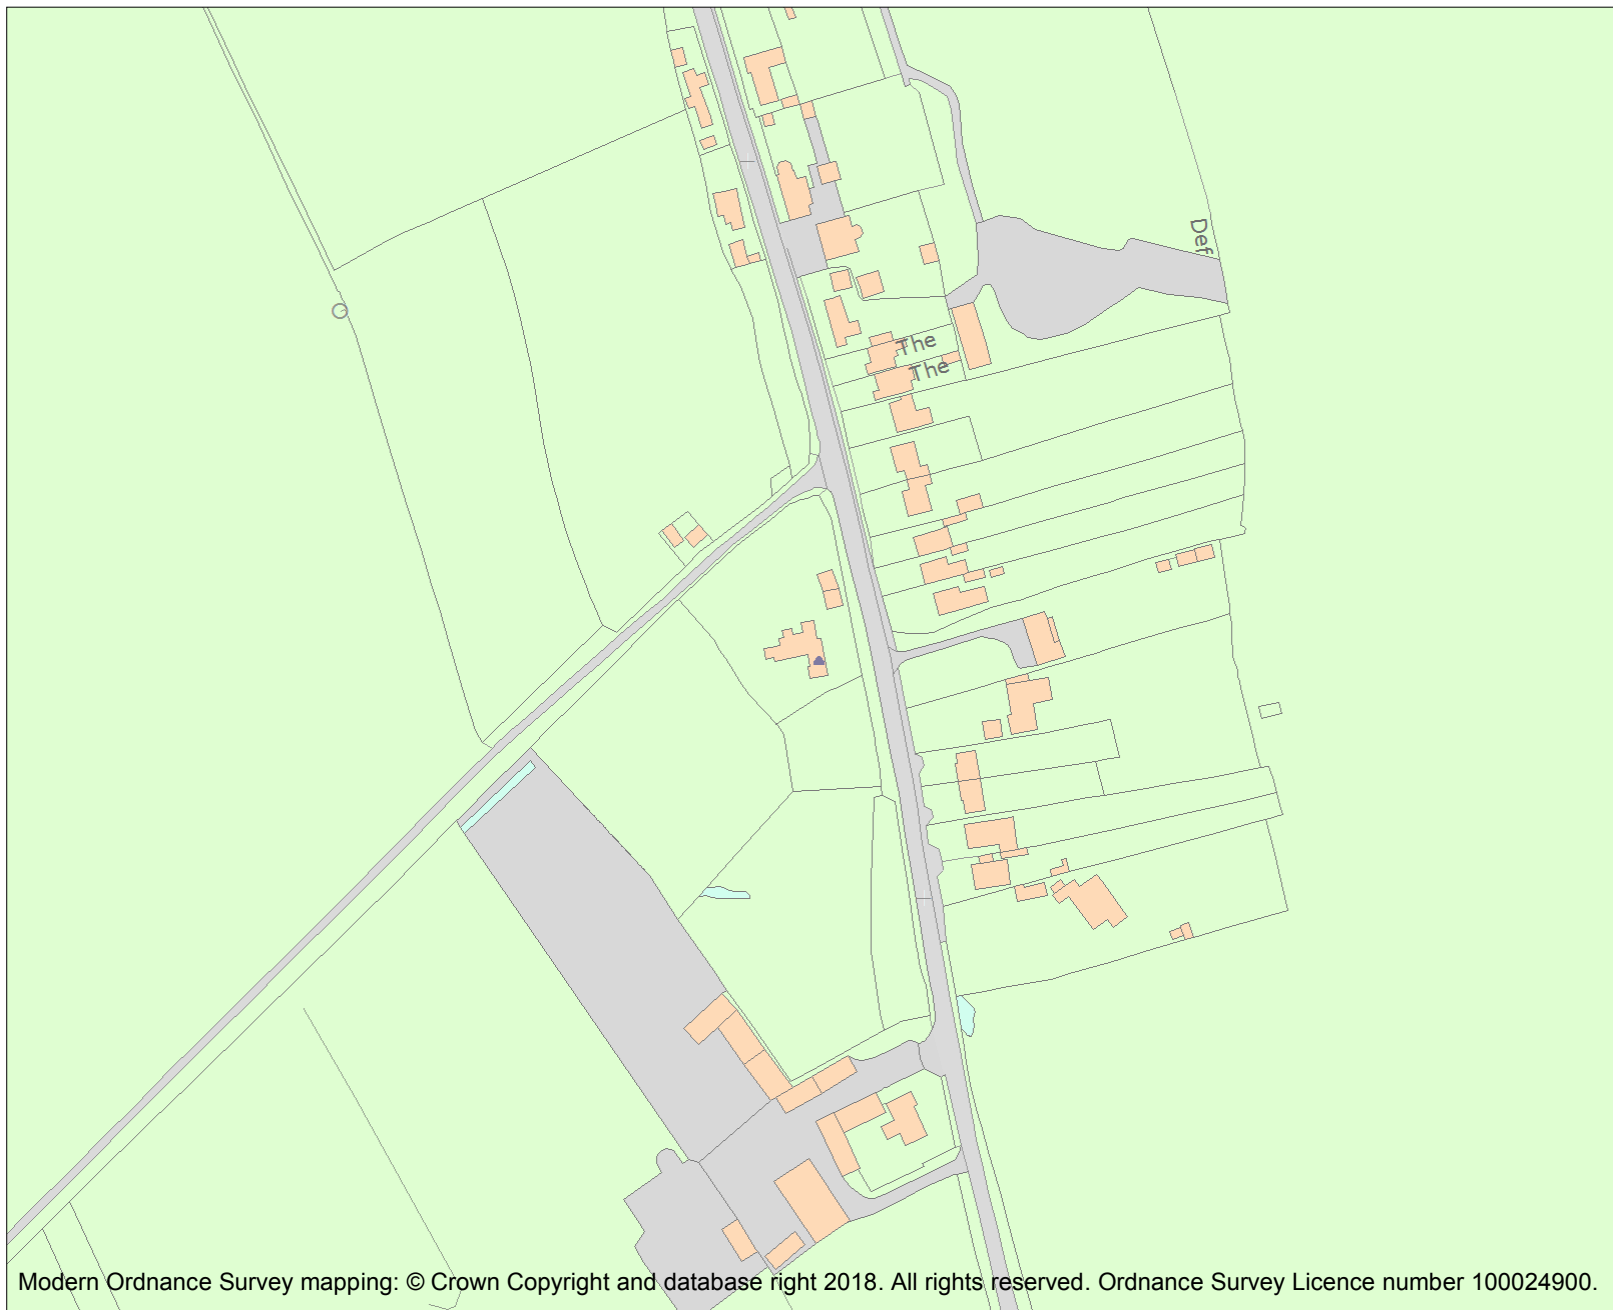 Def
The
The
Modern Ordnance Survey mapping: © Crown Copyright and database right 2018. All rights reserved. Ordnance Survey Licence number 100024900.